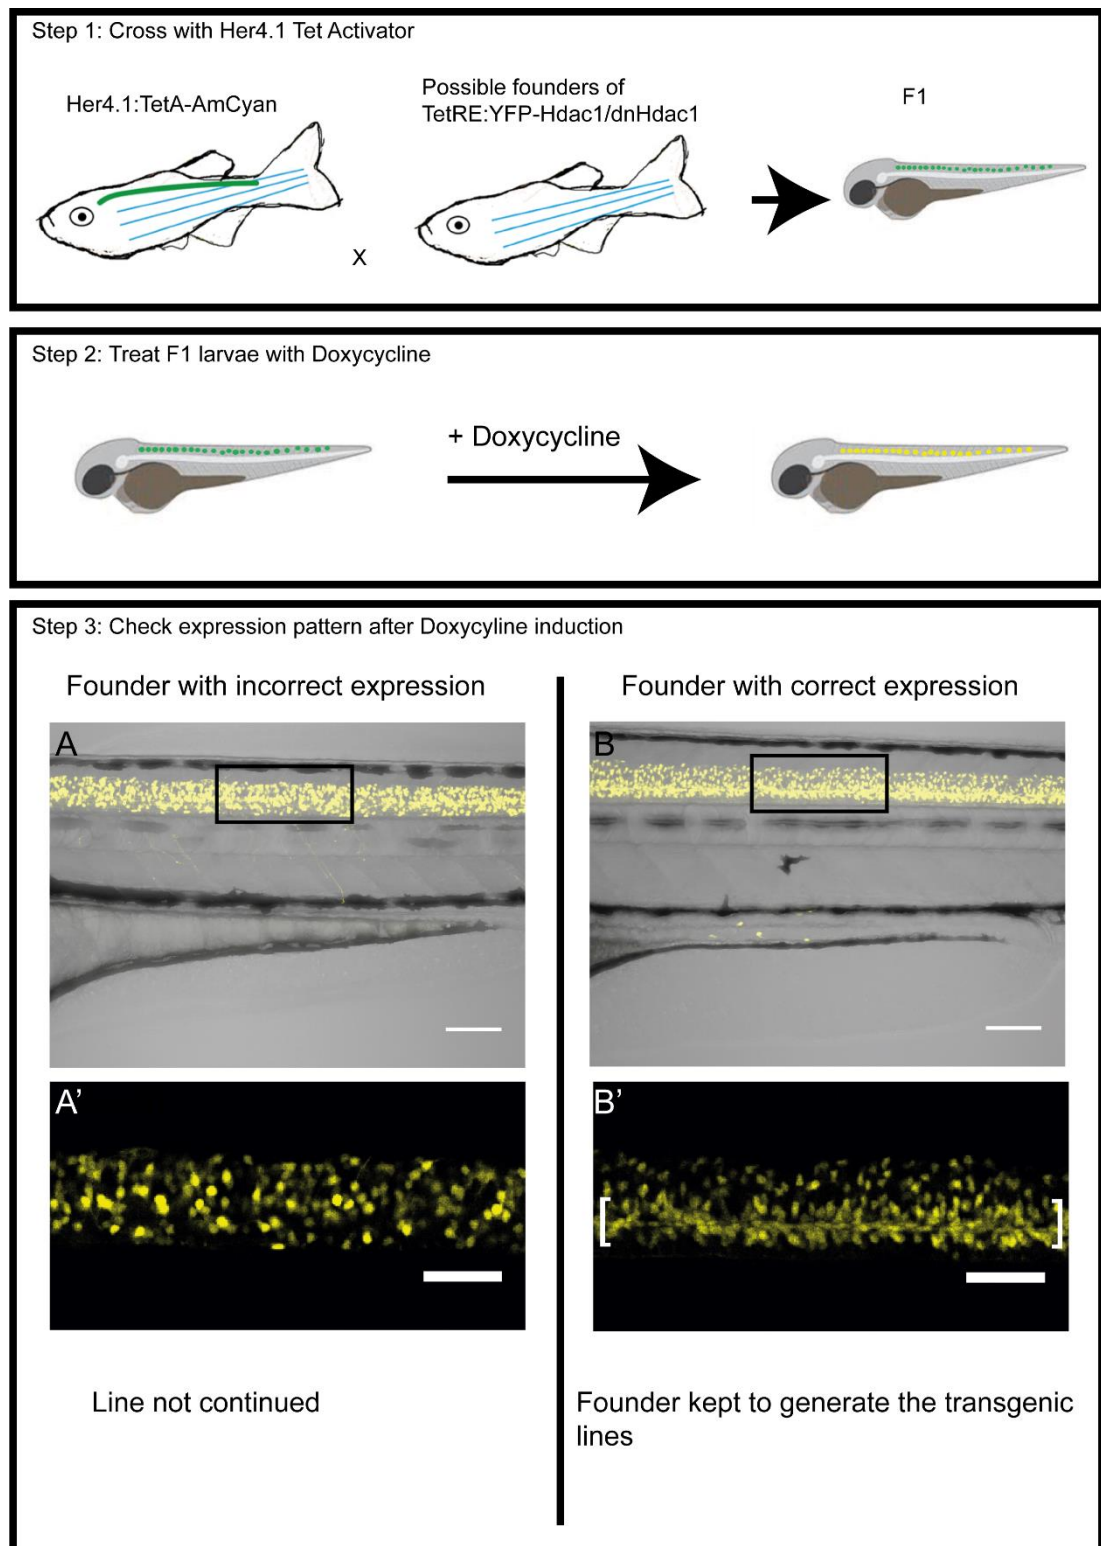 Step 1: Cross with Her4.1 Tet Activator
Her4.1:TetA-AmCyan
Possible founders of
TetRE:YFP-Hdac1/dnHdac1
F1
X
Step 2: Treat F1 larvae with Doxycycline
+ Doxycycline
Step 3: Check expression pattern after Doxycyline induction
Founder with incorrect expression
A
A’
Line not continued
Founder with correct expression
B
B’
[ ]
Founder kept to generate the transgenic
lines